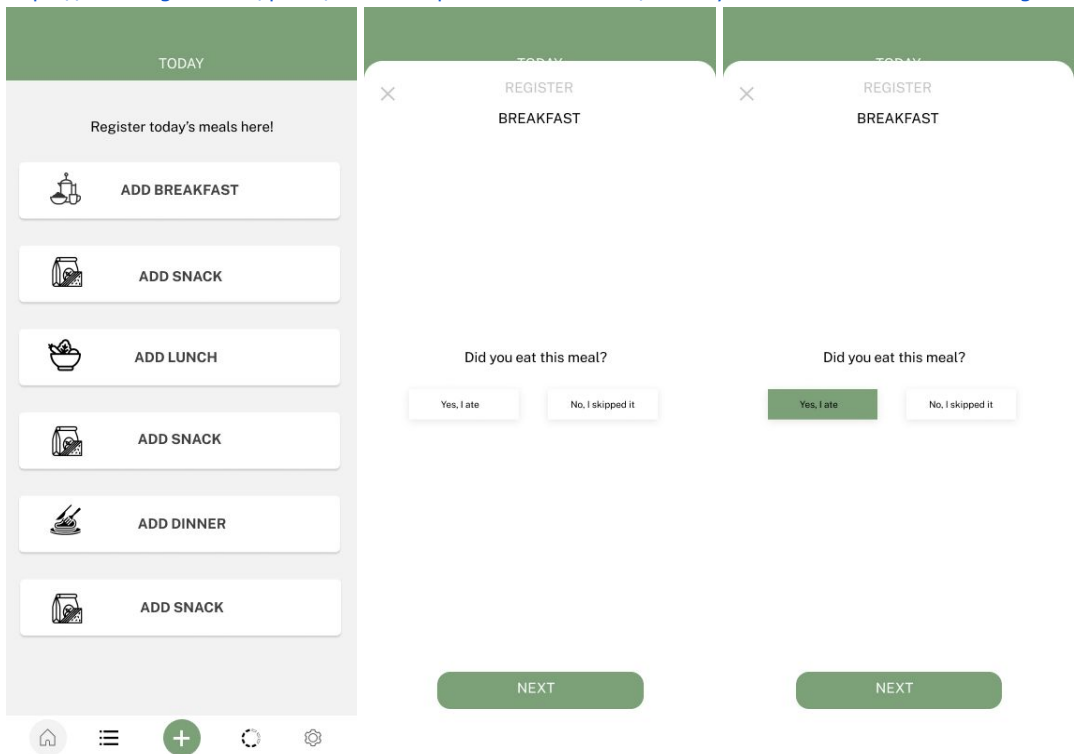 TODAY
Register today's meals here!
ADD BREAKFAST
ADD SNACK
ADD LUNCH
ADD SNACK
ADD DINNER
ADD SNACK
TODAY
REGISTER
BREAKFAST
Did you eat this meal?
Yes, I ate
No, I skipped it
NEXT
TODAY
REGISTER
BREAKFAST
Did you eat this meal?
Yes, I ate
No, I skipped it
NEXT